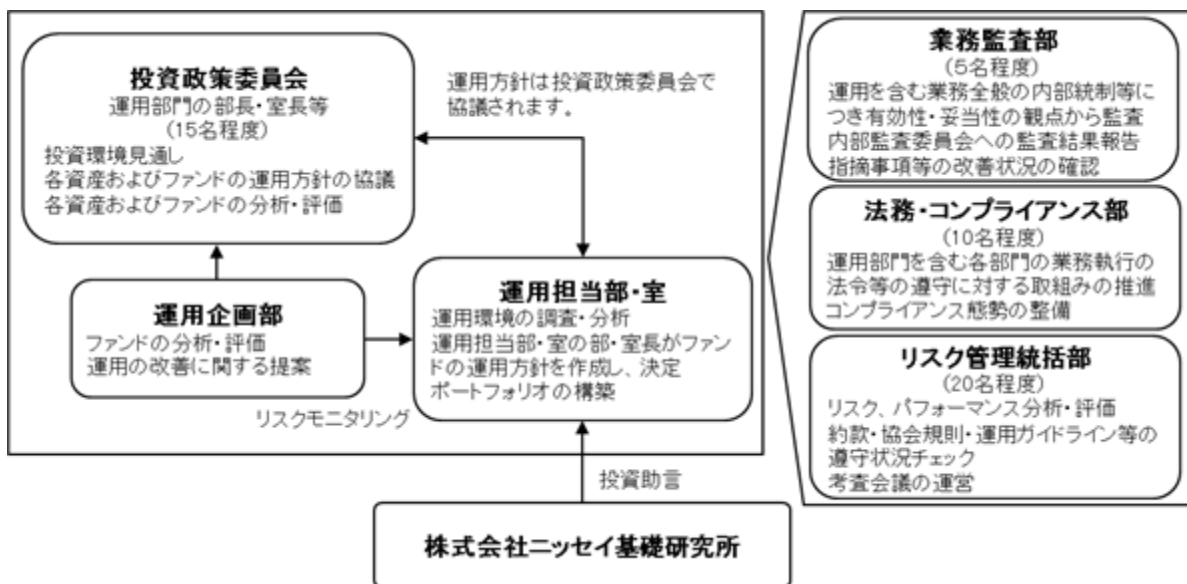 投資政策委員会
運用部門の部長・室長等
(15名程度)
投資環境見通し
各資産およびファンドの運用方針の協議
各資産およびファンドの分析・評価
運用方針は投資政策委員会で
協議されます。
運用企画部
ファンドの分析・評価
運用の改善に関する提案
リスクモニタリング
運用担当部・室
運用環境の調査・分析
運用担当部・室の部・室長がファン
ドの運用方針を作成し、決定
ポートフォリオの構築
投資助言
株式会社ニッセイ基礎研究所
業務監査部
(5名程度)
運用を含む業務全般の内部統制等に
つき有効性・妥当性の観点から監査
内部監査委員会への監査結果報告
指摘事項等の改善状況の確認
法務・コンプライアンス部
(10名程度)
運用部門を含む各部門の業務執行の
法令等の遵守に対する取組みの推進
コンプライアンス態勢の整備
リスク管理統括部
(20名程度)
リスク、パフォーマンス分析・評価
約款・協会規則・運用ガイドライン等の
遵守状況チェック
考査会議の運営